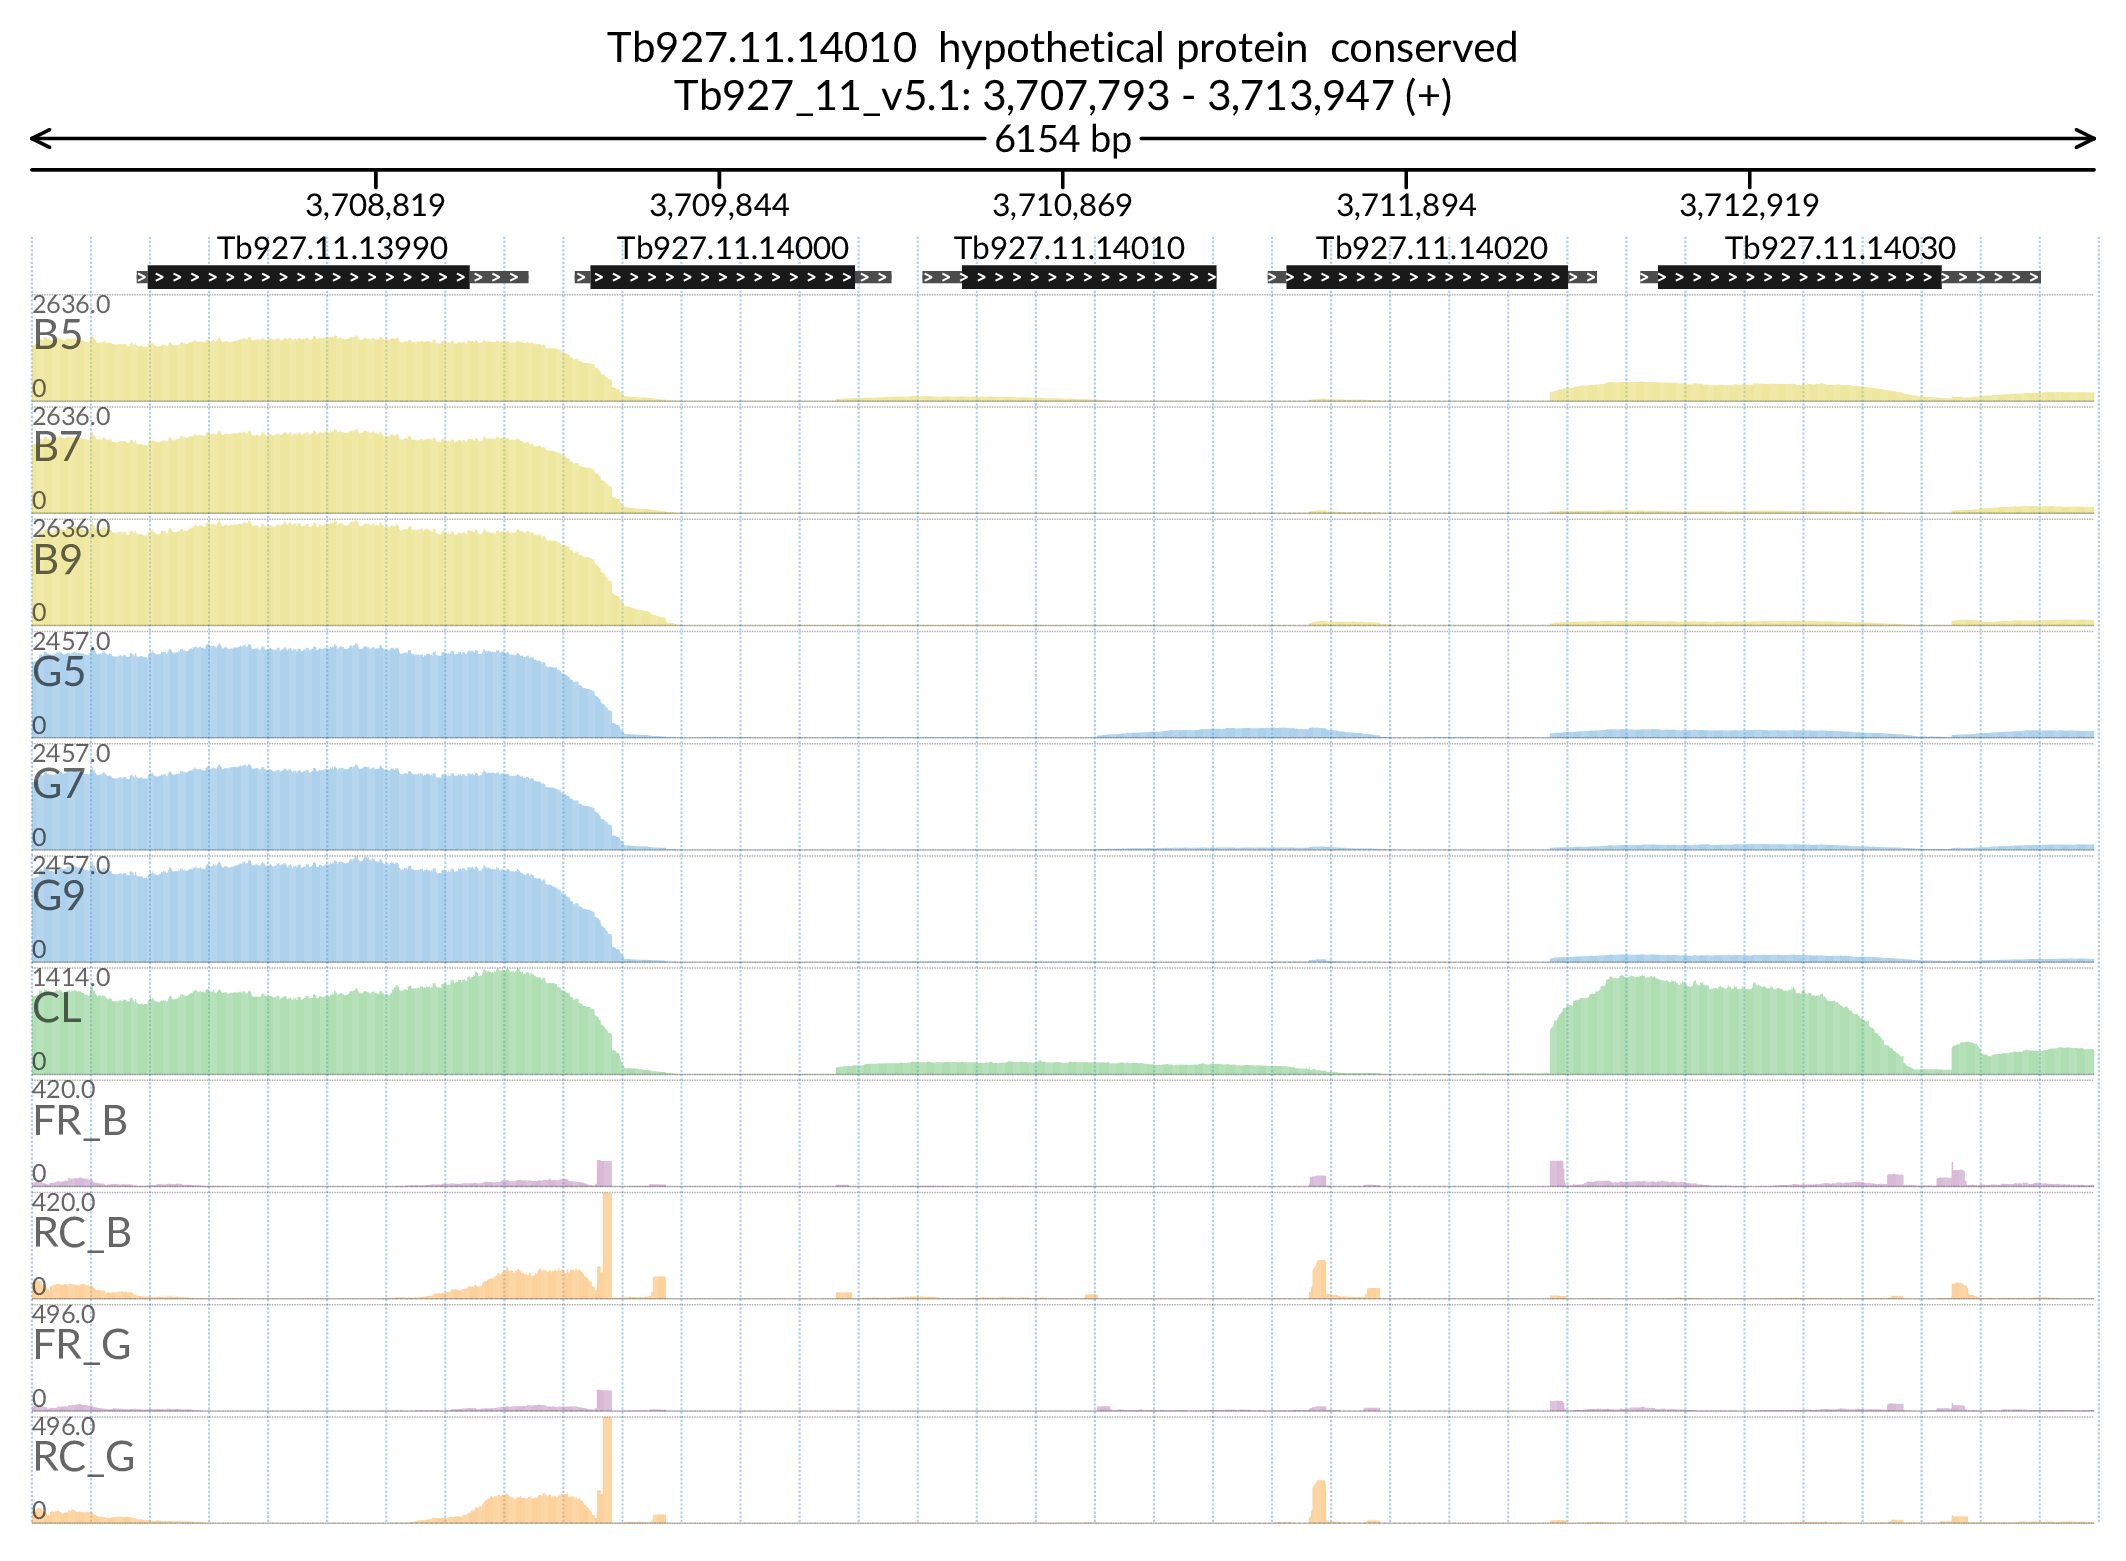 Tb927.11.14010 hypothetical protein conserved
Tb927_11_v5.1: 3,707,793 - 3,713,947 (+)
6154 bp
3,708,819 3,709,844 3,710,869 3,711,894 3,712,919
Tb927.11.13990 Tb927.11.14000 Tb927.11.14010 Tb927.11.14020 Tb927.11.14030
2636.0
B5
0
2636.0
B7
0
2636.0
B9
0
2457.0
G5
0
2457.0
G7
0
2457.0
G9
0
1414.0
CL
0
420.0
FR_B
0
420.0
RC_B
0
496.0
FR_G
0
496.0
RC_G
0